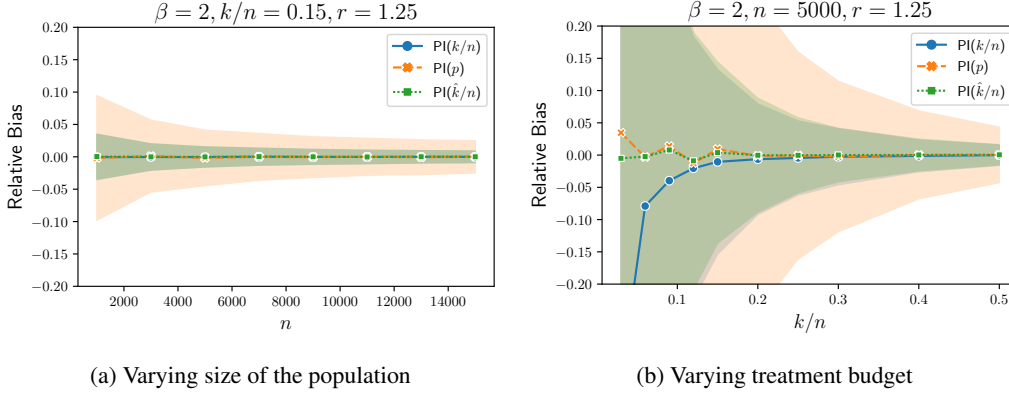 β = 2, k/n = 0.15, r = 1.25
0.20
0.15
0.10
0.05
0.00
−0.05
−0.10
−0.15
−0.20
Relative Bias
PI(k/n)
PI(p)
PI(k̂/n)
2000 4000 6000 8000 10000 12000 14000
n
(a) Varying size of the population
β = 2, n = 5000, r = 1.25
0.20
0.15
0.10
0.05
0.00
−0.05
−0.10
−0.15
−0.20
Relative Bias
PI(k/n)
PI(p)
PI(k̂/n)
0.1 0.2 0.3 0.4 0.5
k/n
(b) Varying treatment budget